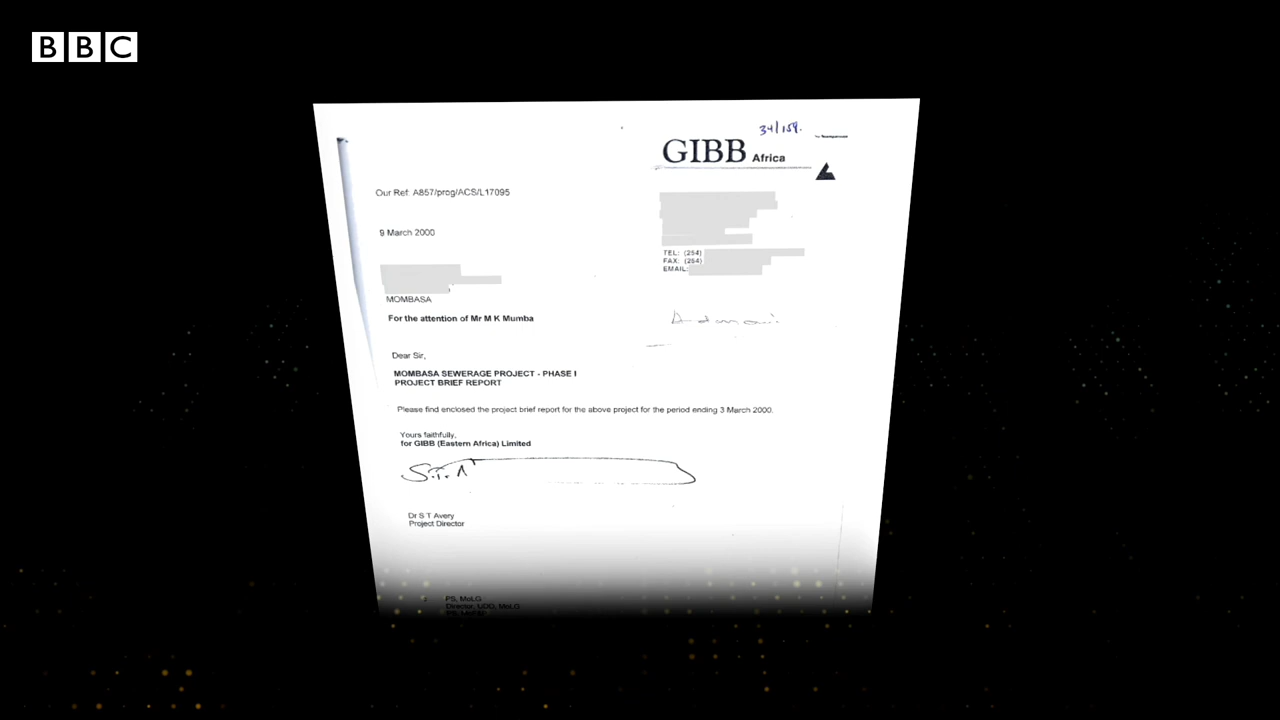 BBC
34/159.
GIBB Africa
Our Ref: A857/prog/ACS/L17095
9 March 2000
TEL: (254)
FAX: (254)
EMAIL:
MOMBASA
For the attention of Mr M K Mumba
Dear Sir,
MOMBASA SEWERAGE PROJECT - PHASE I
PROJECT BRIEF REPORT
Please find enclosed the project brief report for the above project for the period ending 3 March 2000.
Yours faithfully,
for GIBB (Eastern Africa) Limited
Dr S T Avery
Project Director
PS, MoLG
Director, UDD, MoLG